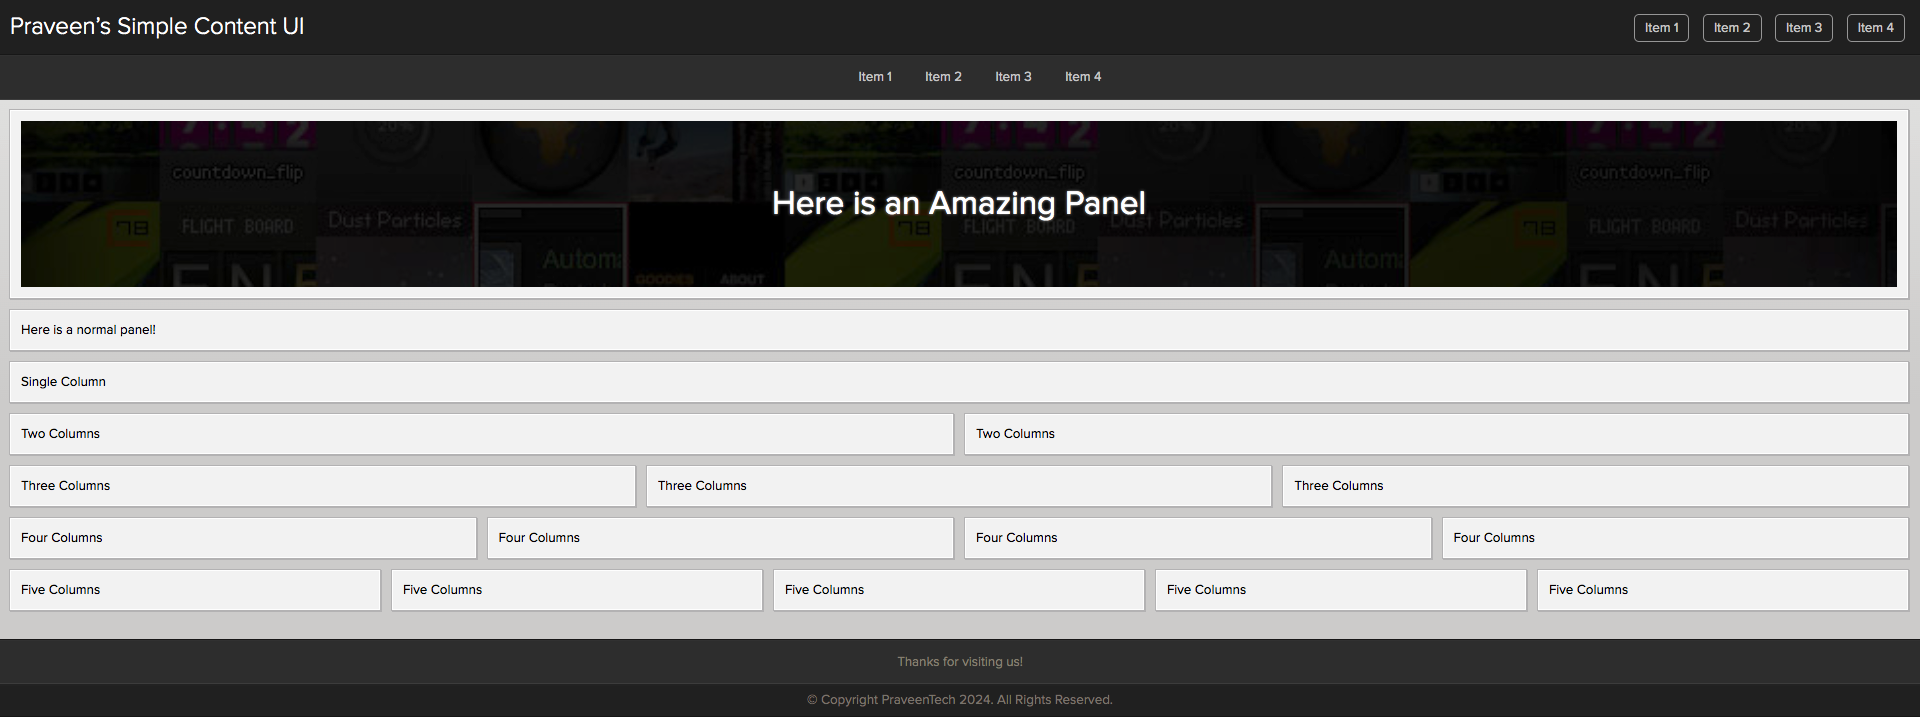 Praveen’s Simple Content UI
Item 1 Item 2 Item 3 Item 4
Item 1 Item 2 Item 3 Item 4
countdown_flip countdown_flip countdown_flip
Here is an Amazing Panel
78 FLIGHT BOARD Dust Particles 78 FLIGHT BOARD Dust Particles 78 FLIGHT BOARD Dust Particles
GOODIES ABOUT
Here is a normal panel!
Single Column
Two Columns Two Columns
Three Columns Three Columns Three Columns
Four Columns Four Columns Four Columns Four Columns
Five Columns Five Columns Five Columns Five Columns Five Columns
Thanks for visiting us!
© Copyright PraveenTech 2024. All Rights Reserved.